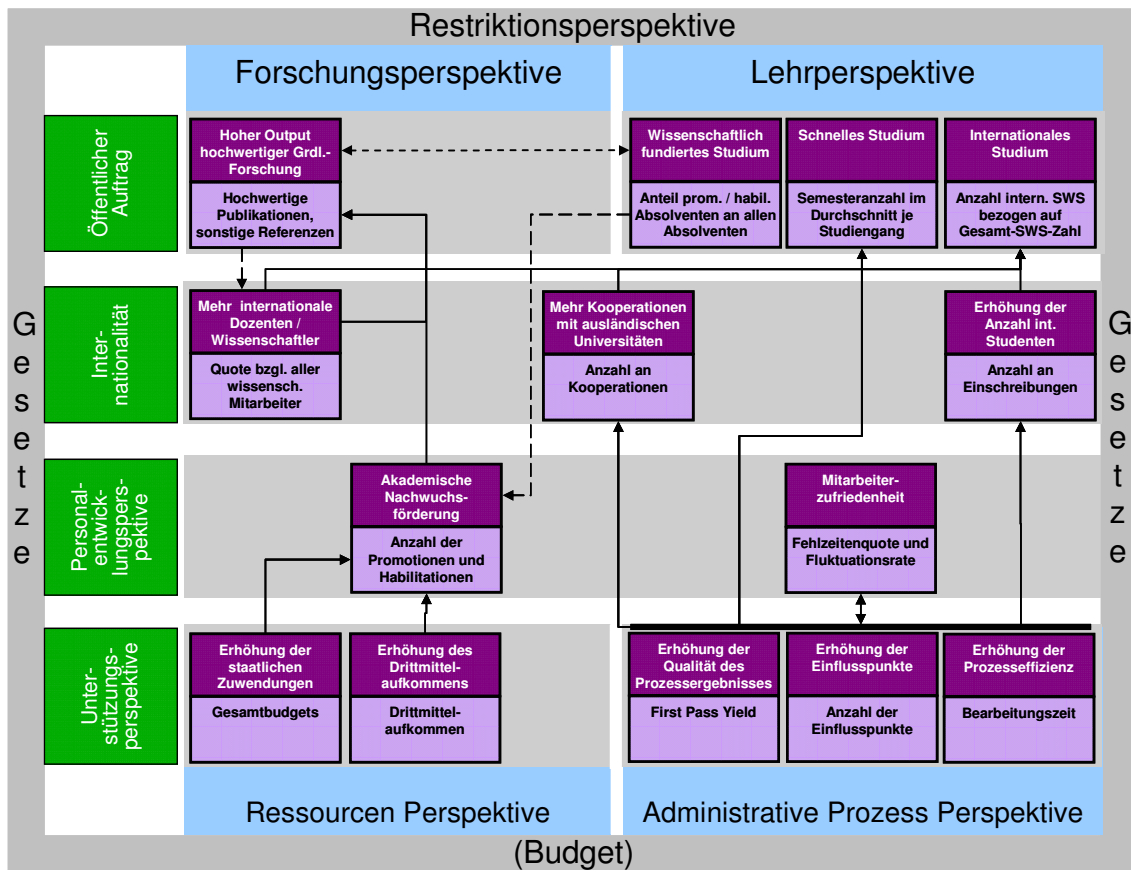 Restriktionsperspektive
Forschungsperspektive
Lehrperspektive
Öffentlicher
Auftrag
Hoher Output
hochwertiger Grdl.-
Forschung
Hochwertige
Publikationen,
sonstige Referenzen
Wissenschaftlich
fundiertes Studium
Anteil prom. / habil.
Absolventen an allen
Absolventen
Schnelles Studium
Semesteranzahl im
Durchschnitt je
Studiengang
Internationales
Studium
Anzahl intern. SWS
bezogen auf
Gesamt-SWS-Zahl
Gesetze
Inter-
nationalität
Mehr internationale
Dozenten /
Wissenschaftler
Quote bzgl. aller
wissensch.
Mitarbeiter
Mehr Kooperationen
mit ausländischen
Universitäten
Anzahl an
Kooperationen
Erhöhung der
Anzahl int.
Studenten
Anzahl an
Einschreibungen
Gesetze
Personal-
entwick-
lungspers-
pektive
Akademische
Nachwuchs-
förderung
Anzahl der
Promotionen und
Habilitationen
Mitarbeiter-
zufriedenheit
Fehlzeitenquote und
Fluktuationsrate
Unter-
stützungs-
perspektive
Erhöhung der
staatlichen
Zuwendungen
Gesamtbudgets
Erhöhung des
Drittmittel-
aufkommens
Drittmittel-
aufkommen
Erhöhung der
Qualität des
Prozessergebnisses
First Pass Yield
Erhöhung der
Einflusspunkte
Anzahl der
Einflusspunkte
Erhöhung der
Prozesseffizienz
Bearbeitungszeit
Ressourcen Perspektive
Administrative Prozess Perspektive
(Budget)